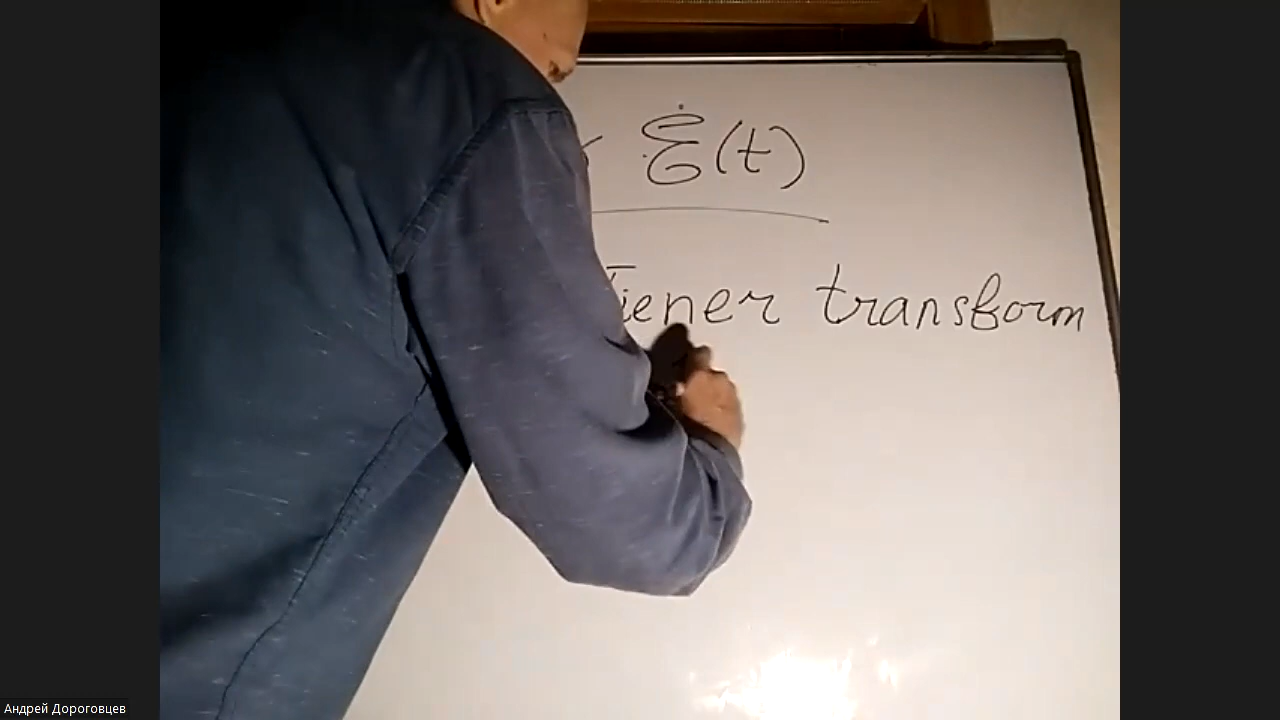 ξ̇(t)
iener transform
Андрей Дороговцев